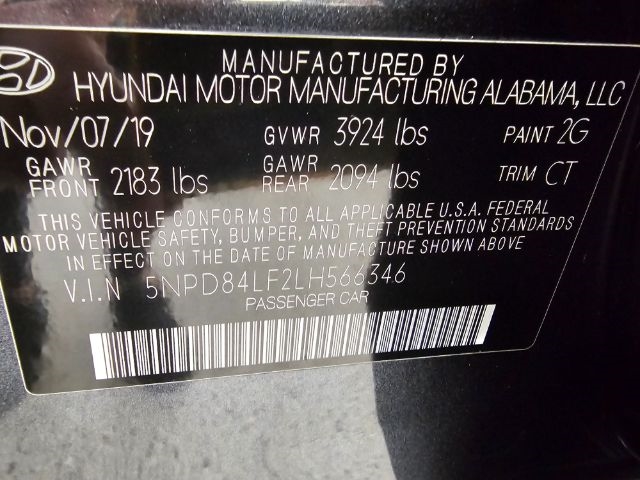 MANUFACTURED BY
HYUNDAI MOTOR MANUFACTURING ALABAMA, LLC
Nov/07/19 GVWR 3924 lbs PAINT 2G
GAWR FRONT 2183 lbs GAWR REAR 2094 lbs TRIM CT
THIS VEHICLE CONFORMS TO ALL APPLICABLE U.S.A. FEDERAL
MOTOR VEHICLE SAFETY, BUMPER, AND THEFT PREVENTION STANDARDS
IN EFFECT ON THE DATE OF MANUFACTURE SHOWN ABOVE
V.I.N 5NPD84LF2LH566346
PASSENGER CAR